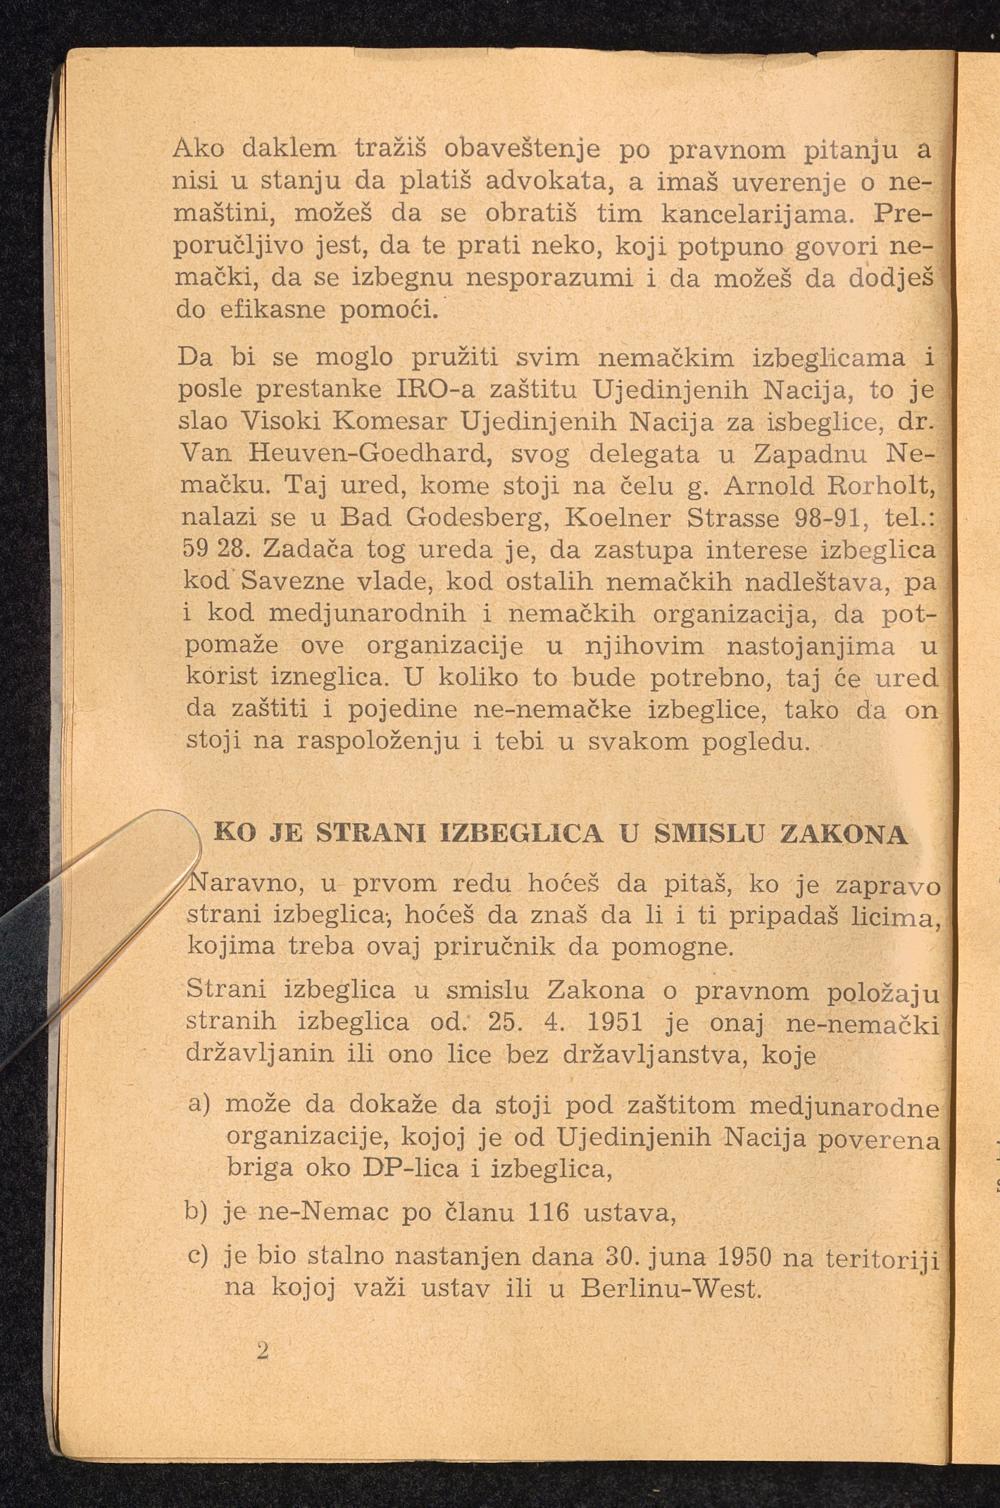 Ako daklem tražiš obaveštenje po pravnom pitanju a
nisi u stanju da platiš advokata, a imaš uverenje o ne-
maštini, možeš da se obratiš tim kancelarijama. Pre-
poručljivo jest, da te prati neko, koji potpuno govori ne-
mački, da se izbegnu nesporazumi i da možeš da dodješ
do efikasne pomoći.
Da bi se moglo pružiti svim nemačkim izbeglicama i
posle prestanke IRO-a zaštitu Ujedinjenih Nacija, to je
slao Visoki Komesar Ujedinjenih Nacija za isbeglice, dr.
Van Heuven-Goedhard, svog delegata u Zapadnu Ne-
mačku. Taj ured, kome stoji na čelu g. Arnold Rorholt,
nalazi se u Bad Godesberg, Koelner Strasse 98-91, tel.:
59 28. Zadača tog ureda je, da zastupa interese izbeglica
kod Savezne vlade, kod ostalih nemačkih nadleštava, pa
i kod medjunarodnih i nemačkih organizacija, da pot-
pomaže ove organizacije u njihovim nastojanjima u
korist izneglica. U koliko to bude potrebno, taj će ured
da zaštiti i pojedine ne-nemačke izbeglice, tako da on
stoji na raspoloženju i tebi u svakom pogledu.
KO JE STRANI IZBEGLICA U SMISLU ZAKONA
Naravno, u prvom redu hoćeš da pitaš, ko je zapravo
strani izbeglica; hoćeš da znaš da li i ti pripadaš licima,
kojima treba ovaj priručnik da pomogne.
Strani izbeglica u smislu Zakona o pravnom položaju
stranih izbeglica od. 25. 4. 1951 je onaj ne-nemački
državljanin ili ono lice bez državljanstva, koje
a) može da dokaže da stoji pod zaštitom medjunarodne
organizacije, kojoj je od Ujedinjenih Nacija poverena
briga oko DP-lica i izbeglica,
b) je ne-Nemac po članu 116 ustava,
c) je bio stalno nastanjen dana 30. juna 1950 na teritoriji
na kojoj važi ustav ili u Berlinu-West.
2